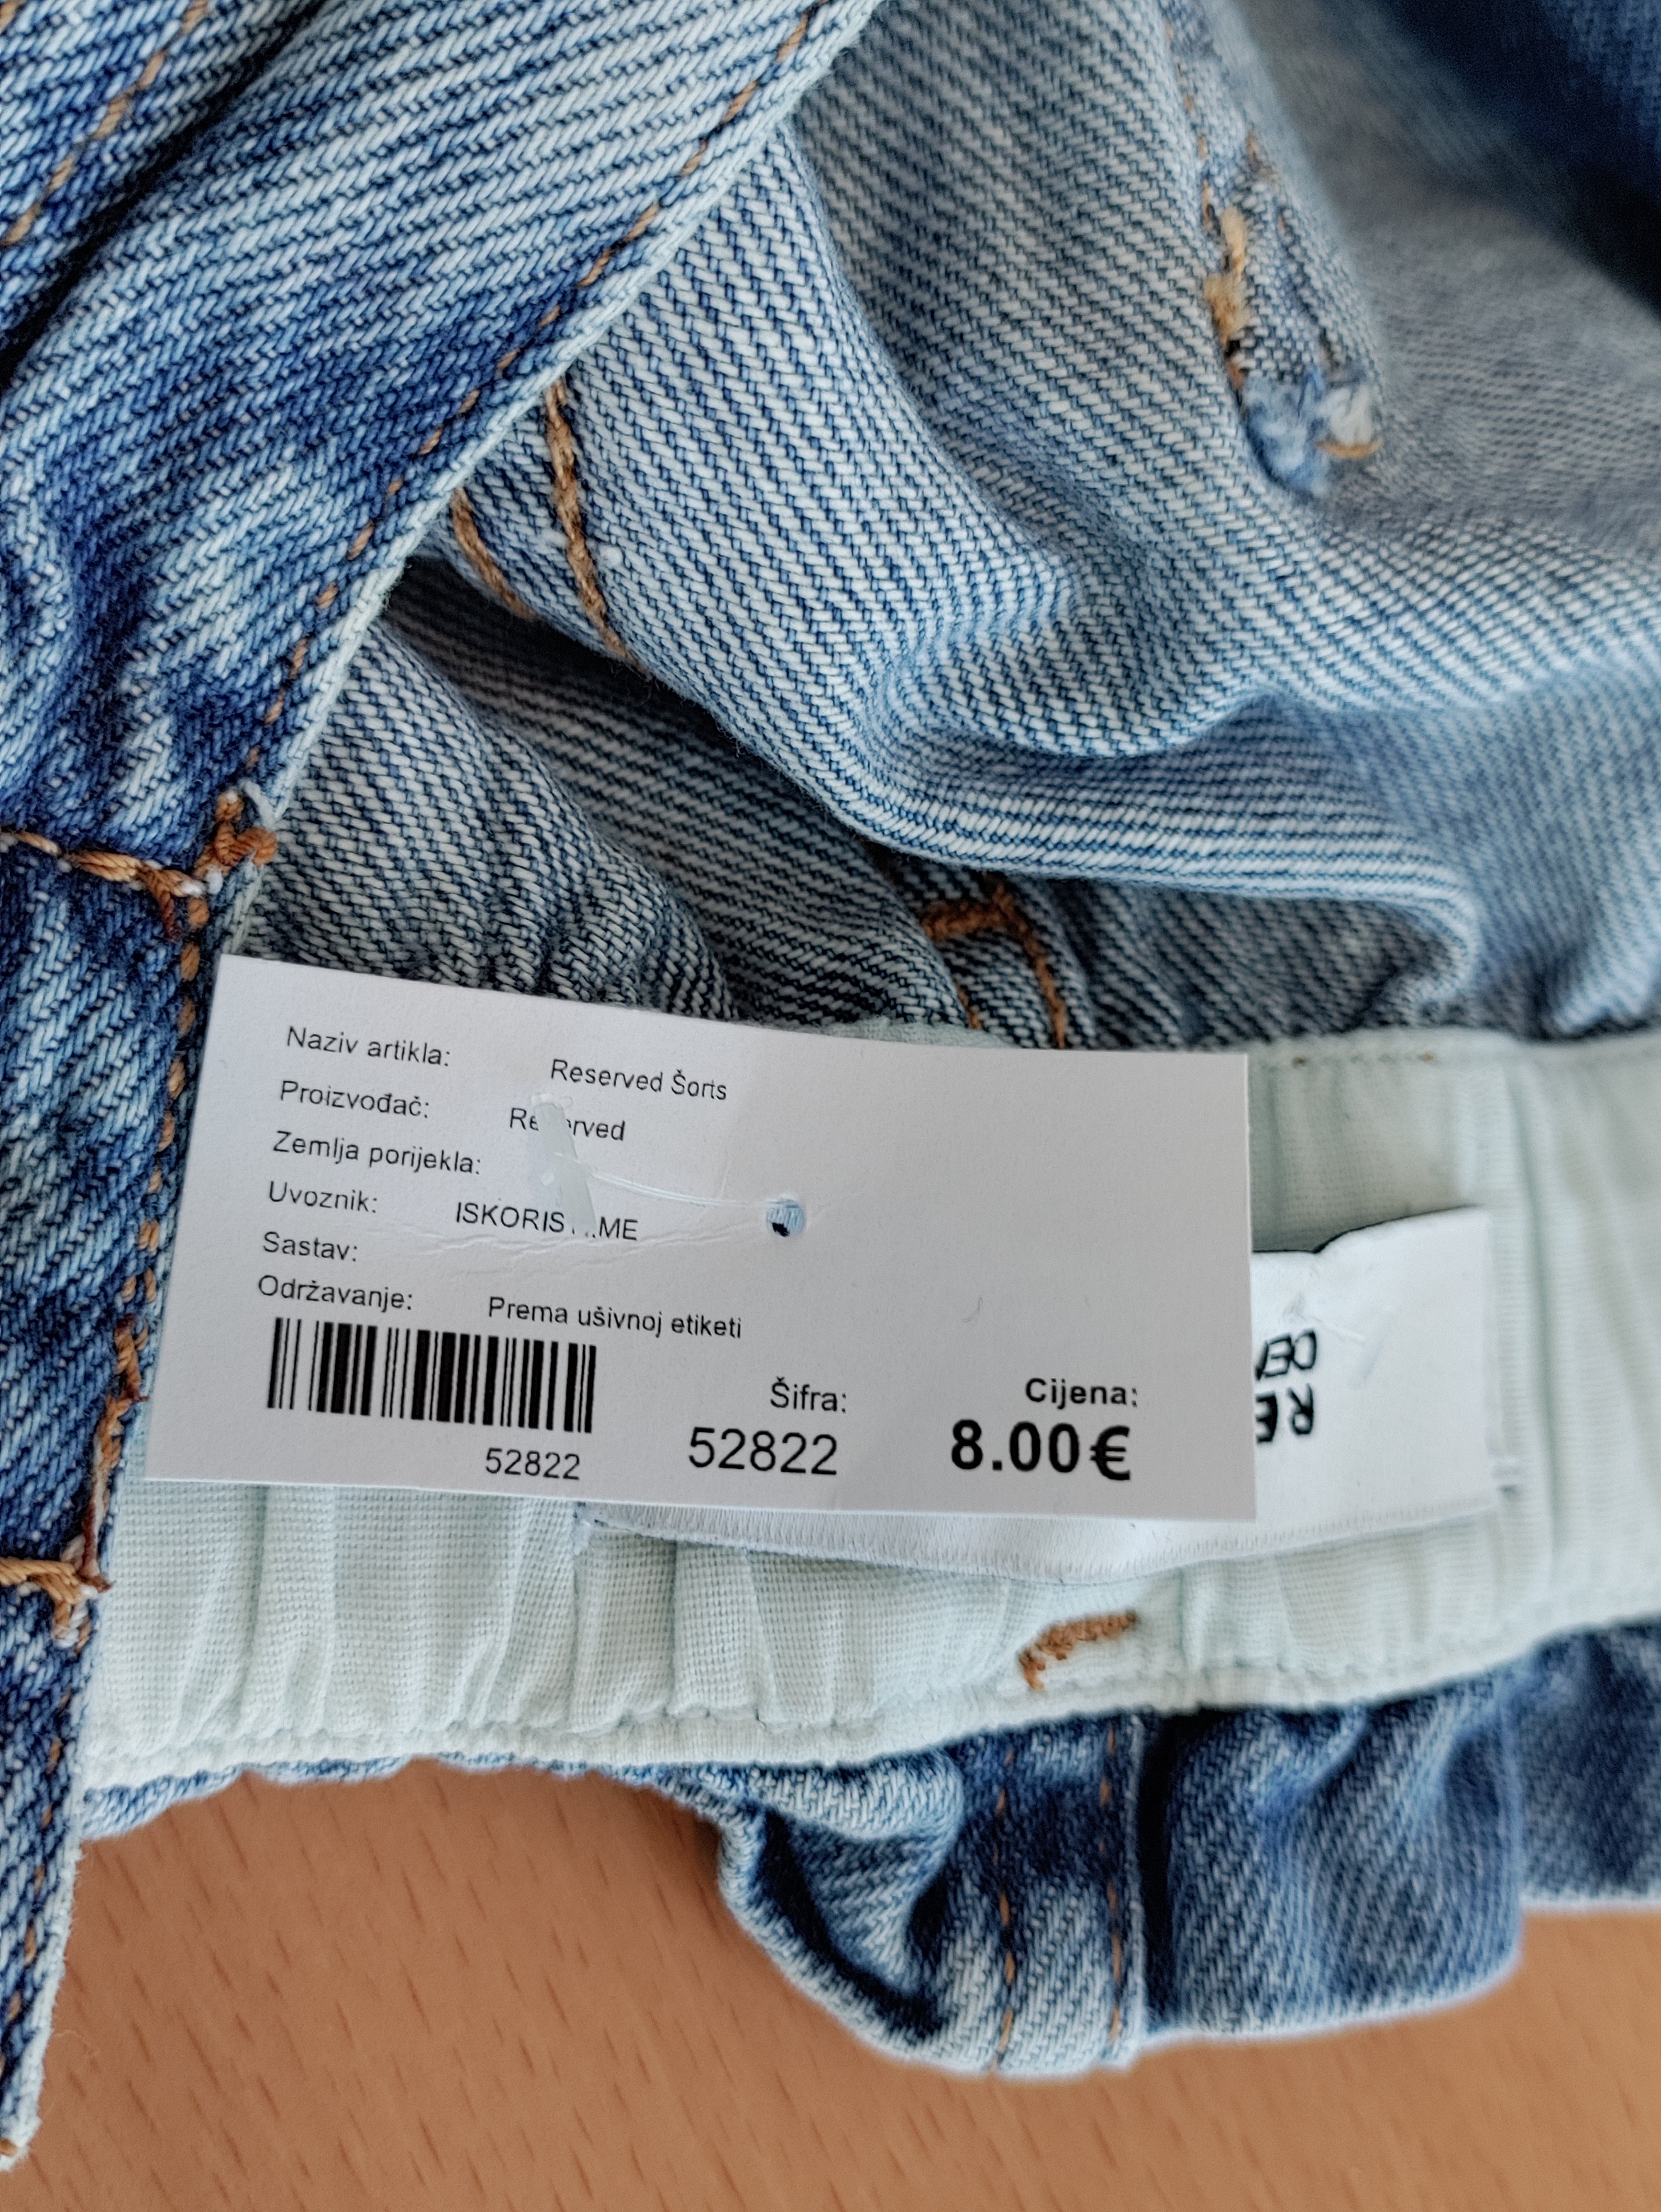 Naziv artikla: Reserved Šorts
Proizvođač:
Zemlja porijekla:
Uvoznik:
Sastav:
Održavanje: Prema ušivnoj etiketi
Šifra: Cijena:
52822 52822 8.00€